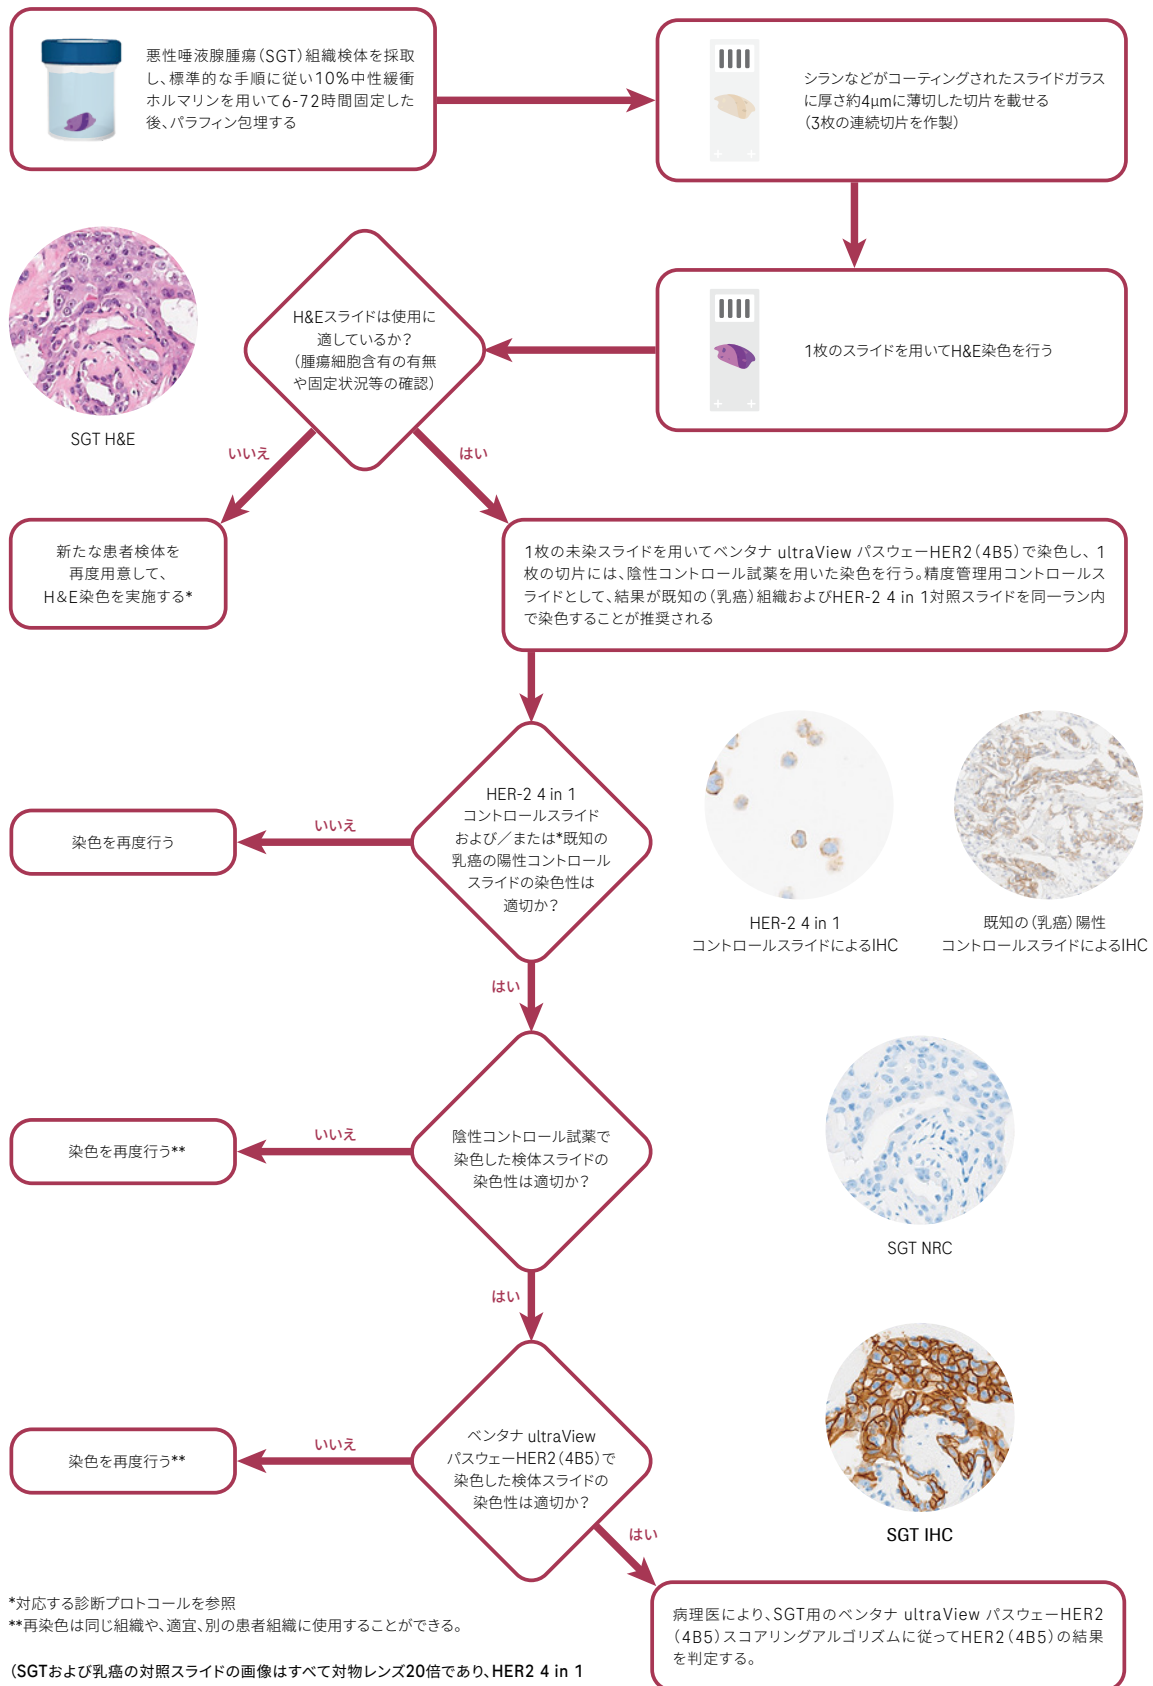 悪性唾液腺腫瘍（SGT）組織検体を採取
し、標準的な手順に従い10%中性緩衝
ホルマリンを用いて6-72時間固定した
後、パラフィン包埋する
シランなどがコーティングされたスライドガラス
に厚さ約4μmに薄切した切片を載せる
（3枚の連続切片を作製）
H&Eスライドは使用に
適しているか？
（腫瘍細胞含有の有無
や固定状況等の確認）
1枚のスライドを用いてH&E染色を行う
SGT H&E
いいえ
はい
新たな患者検体を
再度用意して、
H&E染色を実施する*
1枚の未染スライドを用いてベンタナ ultraView パスウェーHER2（4B5）で染色し、1
枚の切片には、陰性コントロール試薬を用いた染色を行う。精度管理用コントロールス
ライドとして、結果が既知の（乳癌）組織およびHER-2 4 in 1対照スライドを同一ラン内
で染色することが推奨される
HER-2 4 in 1
コントロールスライド
および／または*既知の
乳癌の陽性コントロール
スライドの染色性は
適切か？
いいえ
染色を再度行う
HER-2 4 in 1
コントロールスライドによるIHC
既知の（乳癌）陽性
コントロールスライドによるIHC
はい
陰性コントロール試薬で
染色した検体スライドの
染色性は適切か？
いいえ
染色を再度行う**
SGT NRC
はい
ベンタナ ultraView
パスウェーHER2（4B5）で
染色した検体スライドの
染色性は適切か？
いいえ
染色を再度行う**
SGT IHC
はい
病理医により、SGT用のベンタナ ultraView パスウェーHER2
（4B5）スコアリングアルゴリズムに従ってHER2（4B5）の結果
を判定する。
*対応する診断プロトコールを参照
**再染色は同じ組織や、適宜、別の患者組織に使用することができる。
（SGTおよび乳癌の対照スライドの画像はすべて対物レンズ20倍であり、HER2 4 in 1